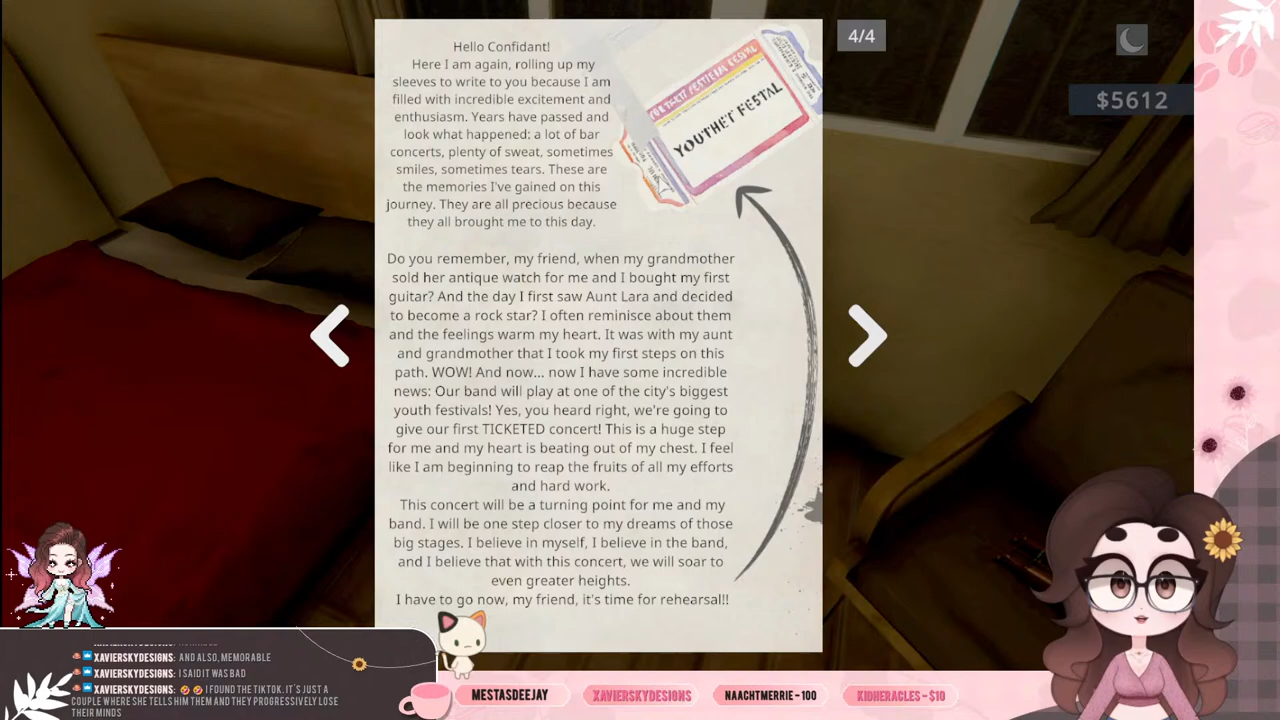 Hello Confidant!
Here I am again, rolling up my
sleeves to write to you because I am
filled with incredible excitement and
enthusiasm. Years have passed and
look what happened: a lot of bar
concerts, plenty of sweat, sometimes
smiles, sometimes tears. These are
the memories I've gained on this
journey. They are all precious because
they all brought me to this day.
YOUTHET FESTAL
4/4
$5612
Do you remember, my friend, when my grandmother
sold her antique watch for me and I bought my first
guitar? And the day I first saw Aunt Lara and decided
to become a rock star? I often reminisce about them
and the feelings warm my heart. It was with my aunt
and grandmother that I took my first steps on this
path. WOW! And now... now I have some incredible
news: Our band will play at one of the city's biggest
youth festivals! Yes, you heard right, we're going to
give our first TICKETED concert! This is a huge step
for me and my heart is beating out of my chest. I feel
like I am beginning to reap the fruits of all my efforts
and hard work.
This concert will be a turning point for me and my
band. I will be one step closer to my dreams of those
big stages. I believe in myself, I believe in the band,
and I believe that with this concert, we will soar to
even greater heights.
I have to go now, my friend, it's time for rehearsal!!
XAVIERSKYDESIGNS: AND ALSO, MEMORABLE
XAVIERSKYDESIGNS: I SAID IT WAS BAD
XAVIERSKYDESIGNS: I FOUND THE TIKTOK. IT'S JUST A
COUPLE WHERE SHE TELLS HIM THEM AND THEY PROGRESSIVELY LOSE
THEIR MINDS
MESTASDEEJAY
XAVIERSKYDESIGNS
NAACHTMERRIE - 100
KIDHERACLES - $10